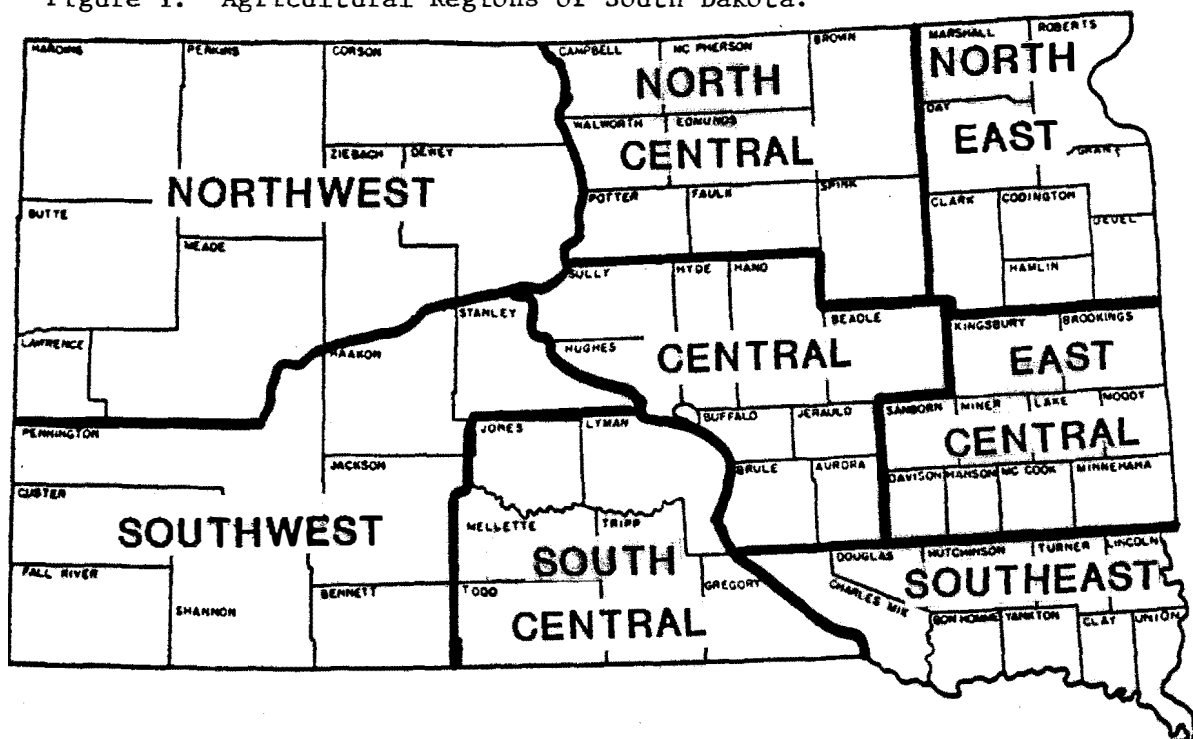 Figure 1. Agricultural Regions of South Dakota.
HARDING PERKINS CORSON CAMPBELL MC PHERSON BROWN MARSHALL ROBERTS
NORTH NORTH
WALWORTH EDMUNDS DAY
CENTRAL EAST
ZIEBACH DEWEY GRANT
NORTHWEST
BUTTE POTTER FAULK SPINK CLARK CODINGTON
MEADE DEUEL
SULLY HYDE HAND HAMLIN
STANLEY BEADLE KINGSBURY BROOKINGS
LAWRENCE HAAKON HUGHES
CENTRAL EAST
PENNINGTON JONES LYMAN BUFFALO JERAULD SANBORN MINER LAKE MOODY
CENTRAL
JACKSON BRULE AURORA DAVISON HANSON MC COOK MINNEHAHA
CUSTER
SOUTHWEST
MELLETTE TRIPP
SOUTH
DOUGLAS HUTCHINSON TURNER LINCOLN
SOUTHEAST
FALL RIVER SHANNON BENNETT TODD GREGORY CHARLES MIX
CENTRAL
BON HOMME YANKTON CLAY UNION